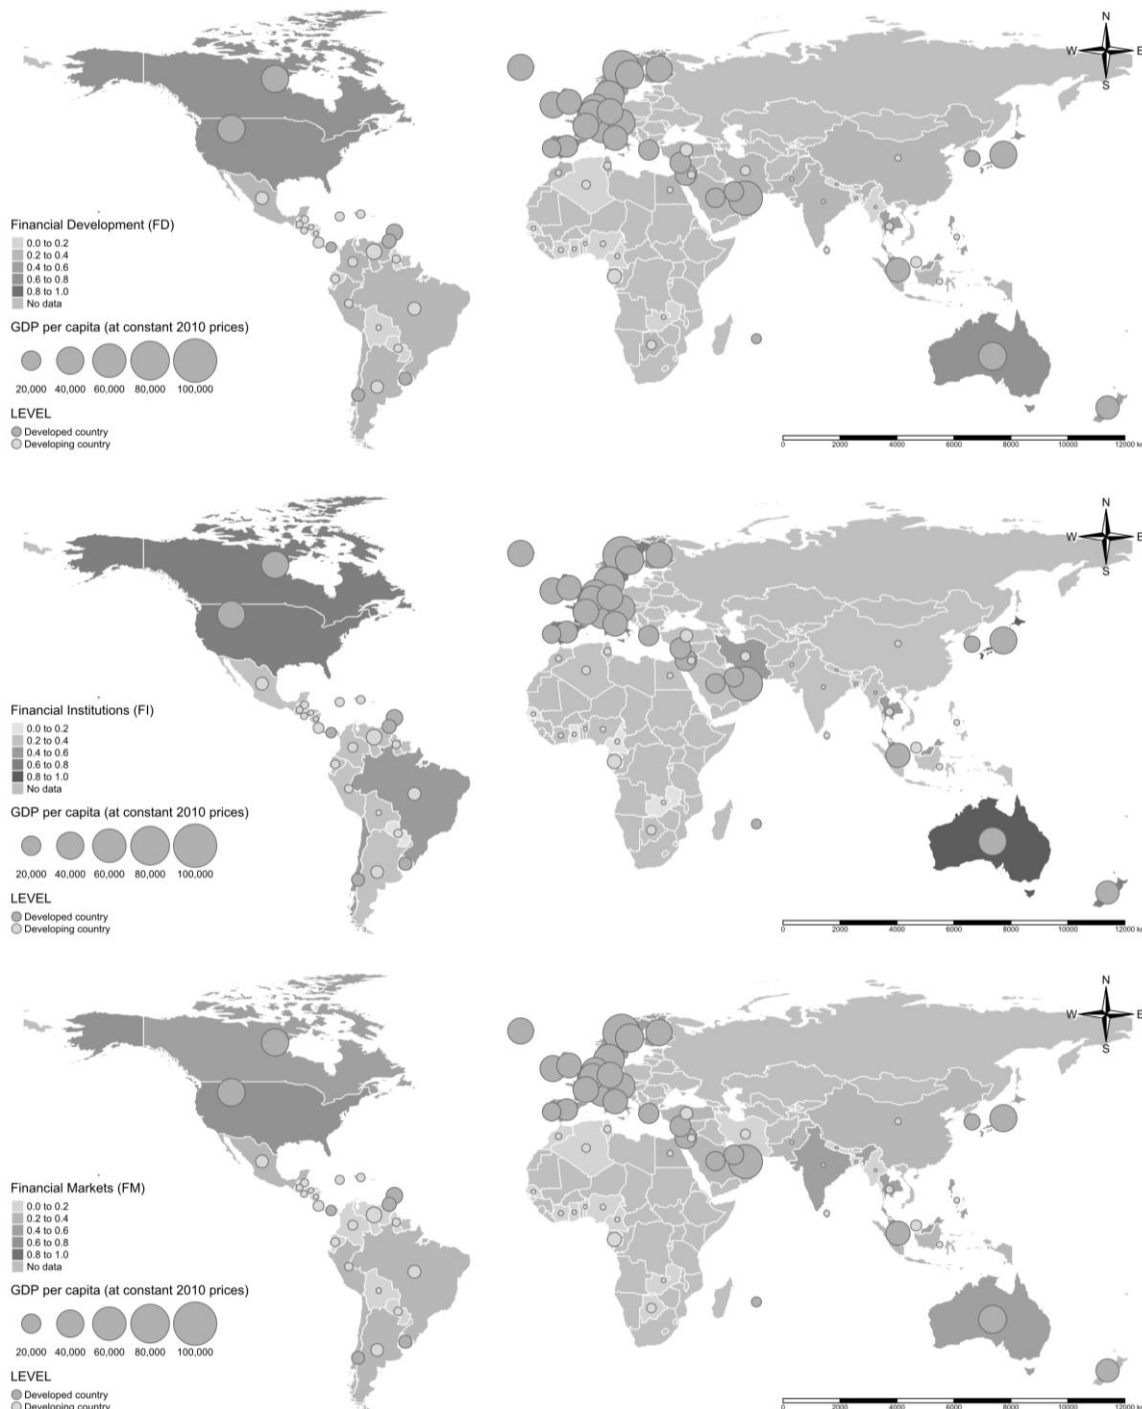 N
W E
S
Financial Development (FD)
0.0 to 0.2
0.2 to 0.4
0.4 to 0.6
0.6 to 0.8
0.8 to 1.0
No data
GDP per capita (at constant 2010 prices)
20,000 40,000 60,000 80,000 100,000
LEVEL
Developed country
Developing country
0 2000 4000 6000 8000 10000 12000 k
N
W E
S
Financial Institutions (FI)
0.0 to 0.2
0.2 to 0.4
0.4 to 0.6
0.6 to 0.8
0.8 to 1.0
No data
GDP per capita (at constant 2010 prices)
20,000 40,000 60,000 80,000 100,000
LEVEL
Developed country
Developing country
0 2000 4000 6000 8000 10000 12000 k
N
W E
S
Financial Markets (FM)
0.0 to 0.2
0.2 to 0.4
0.4 to 0.6
0.6 to 0.8
0.8 to 1.0
No data
GDP per capita (at constant 2010 prices)
20,000 40,000 60,000 80,000 100,000
LEVEL
Developed country
Developing country
0 2000 4000 6000 8000 10000 12000 k